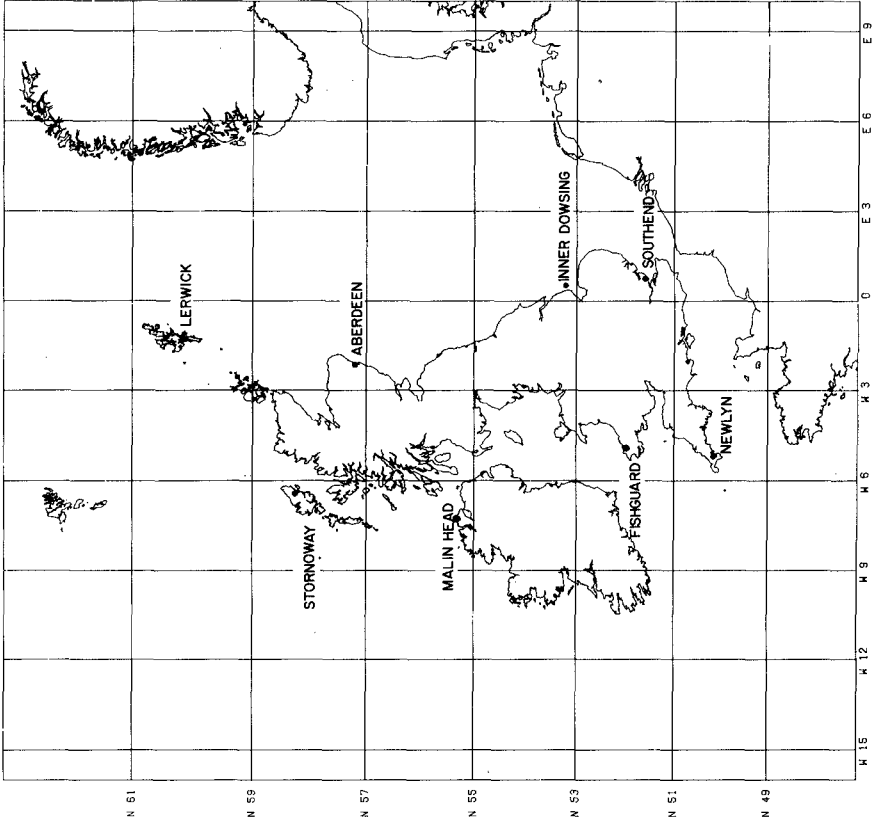 LERWICK
ABERDEEN
STORNOWAY
MALIN HEAD
INNER DOWSING
SOUTHEND
FISHGUARD
NEWLYN
N 61
N 59
N 57
N 55
N 53
N 51
N 49
W 15
W 12
W 9
W 6
W 3
0
E 3
E 6
E 9